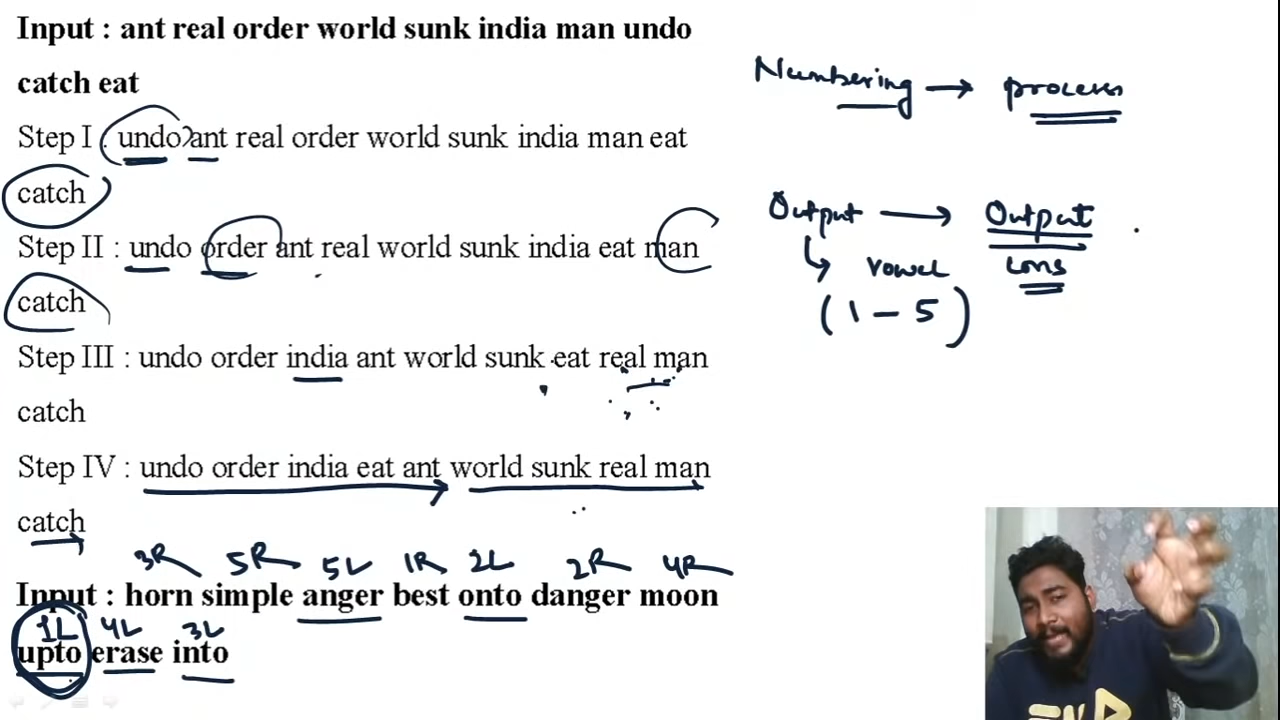 Input : ant real order world sunk india man undo
catch eat
Step I : undo ant real order world sunk india man eat
catch
Step II : undo order ant real world sunk india eat man
catch
Step III : undo order india ant world sunk eat real man
catch
Step IV : undo order india eat ant world sunk real man
catch
3R 5R 5L 1R 2L 2R 4R
Input : horn simple anger best onto danger moon
1L 4L 3L
upto erase into
Numbering → process
Output → Output
vowel cons
(1 - 5)